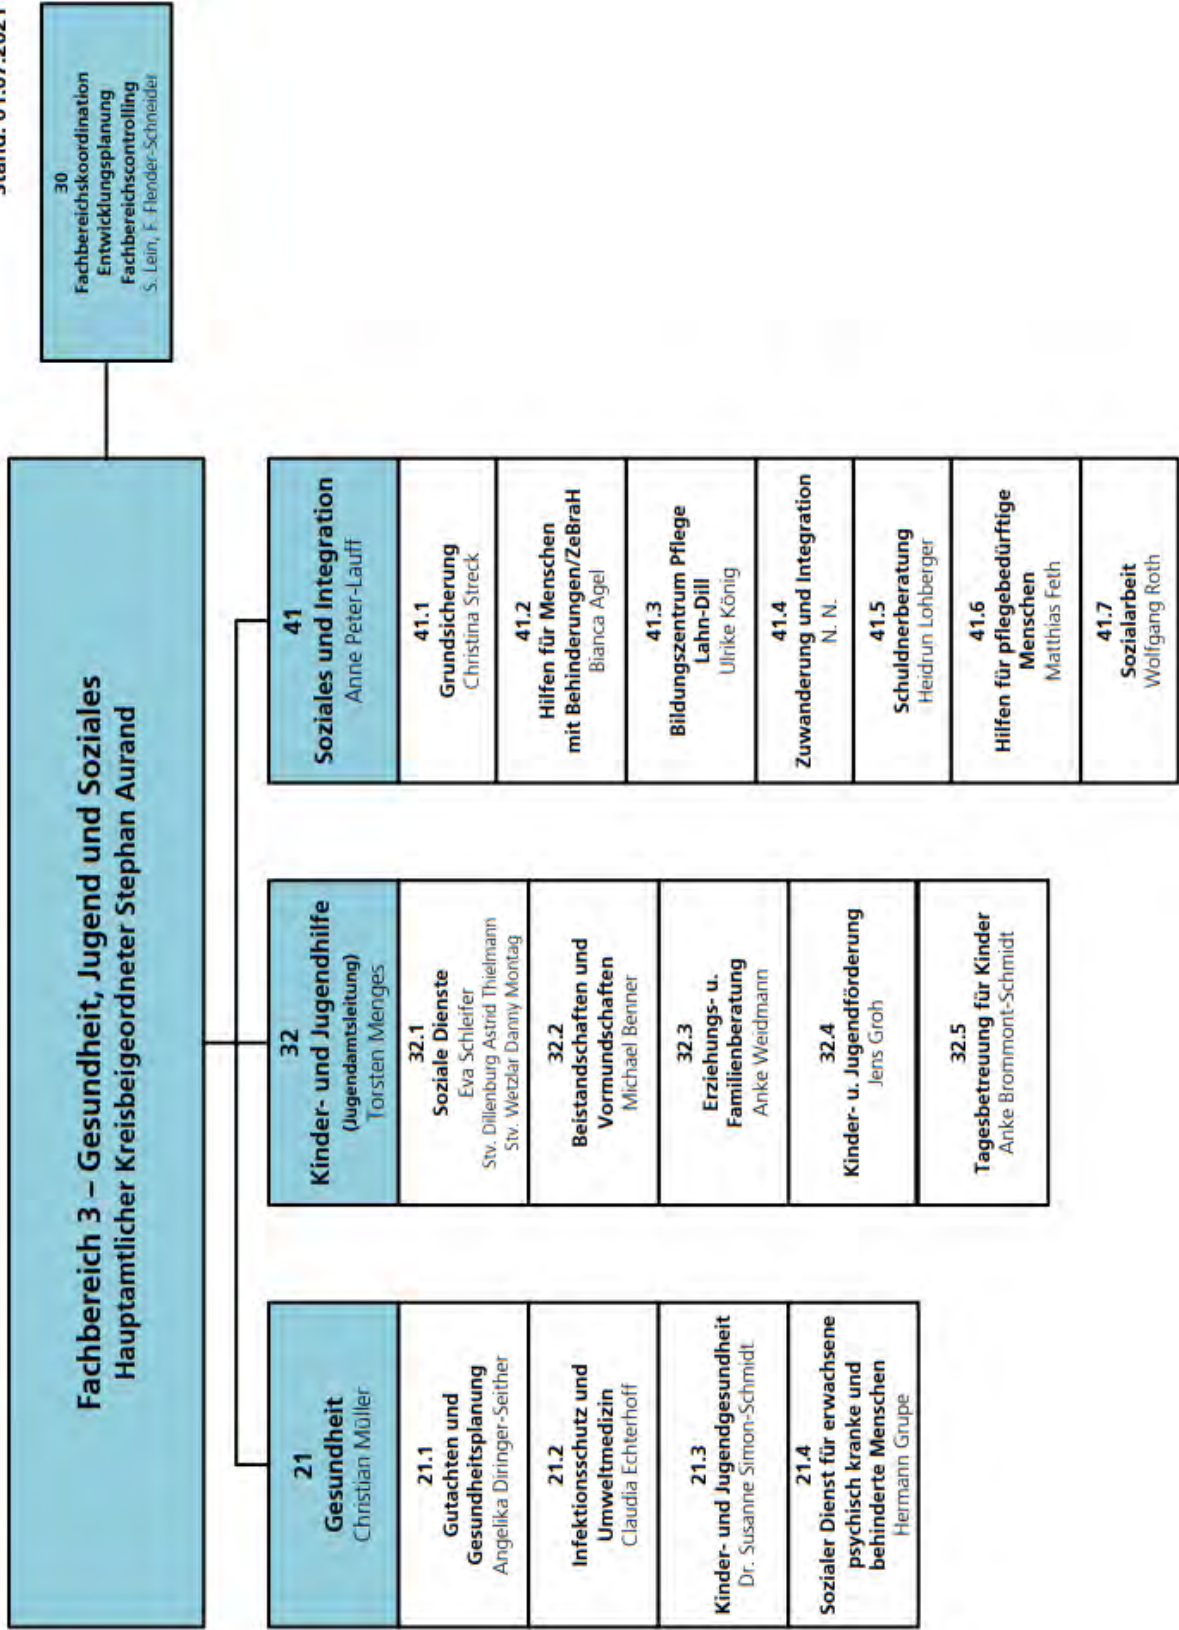 Stand: 01.07.2021
Fachbereich 3 – Gesundheit, Jugend und Soziales
Hauptamtlicher Kreisbeigeordneter Stephan Aurand
30
Fachbereichskoordination
Entwicklungsplanung
Fachbereichscontrolling
S. Lein, F. Flender-Schneider
21
Gesundheit
Christian Müller
21.1
Gutachten und
Gesundheitsplanung
Angelika Diringer-Seither
21.2
Infektionsschutz und
Umweltmedizin
Claudia Echterhoff
21.3
Kinder- und Jugendgesundheit
Dr. Susanne Simon-Schmidt
21.4
Sozialer Dienst für erwachsene
psychisch kranke und
behinderte Menschen
Hermann Grupe
32
Kinder- und Jugendhilfe
(Jugendamtsleitung)
Torsten Menges
32.1
Soziale Dienste
Eva Schleifer
Stv. Dillenburg Astrid Thielmann
Stv. Wetzlar Danny Montag
32.2
Beistandschaften und
Vormundschaften
Michael Benner
32.3
Erziehungs- u.
Familienberatung
Anke Weidmann
32.4
Kinder- u. Jugendförderung
Jens Groh
32.5
Tagesbetreuung für Kinder
Anke Brommont-Schmidt
41
Soziales und Integration
Anne Peter-Lauff
41.1
Grundsicherung
Christina Streck
41.2
Hilfen für Menschen
mit Behinderungen/ZeBraH
Bianca Agel
41.3
Bildungszentrum Pflege
Lahn-Dill
Ulrike König
41.4
Zuwanderung und Integration
N. N.
41.5
Schuldnerberatung
Heidrun Lohberger
41.6
Hilfen für pflegebedürftige
Menschen
Matthias Feth
41.7
Sozialarbeit
Wolfgang Roth